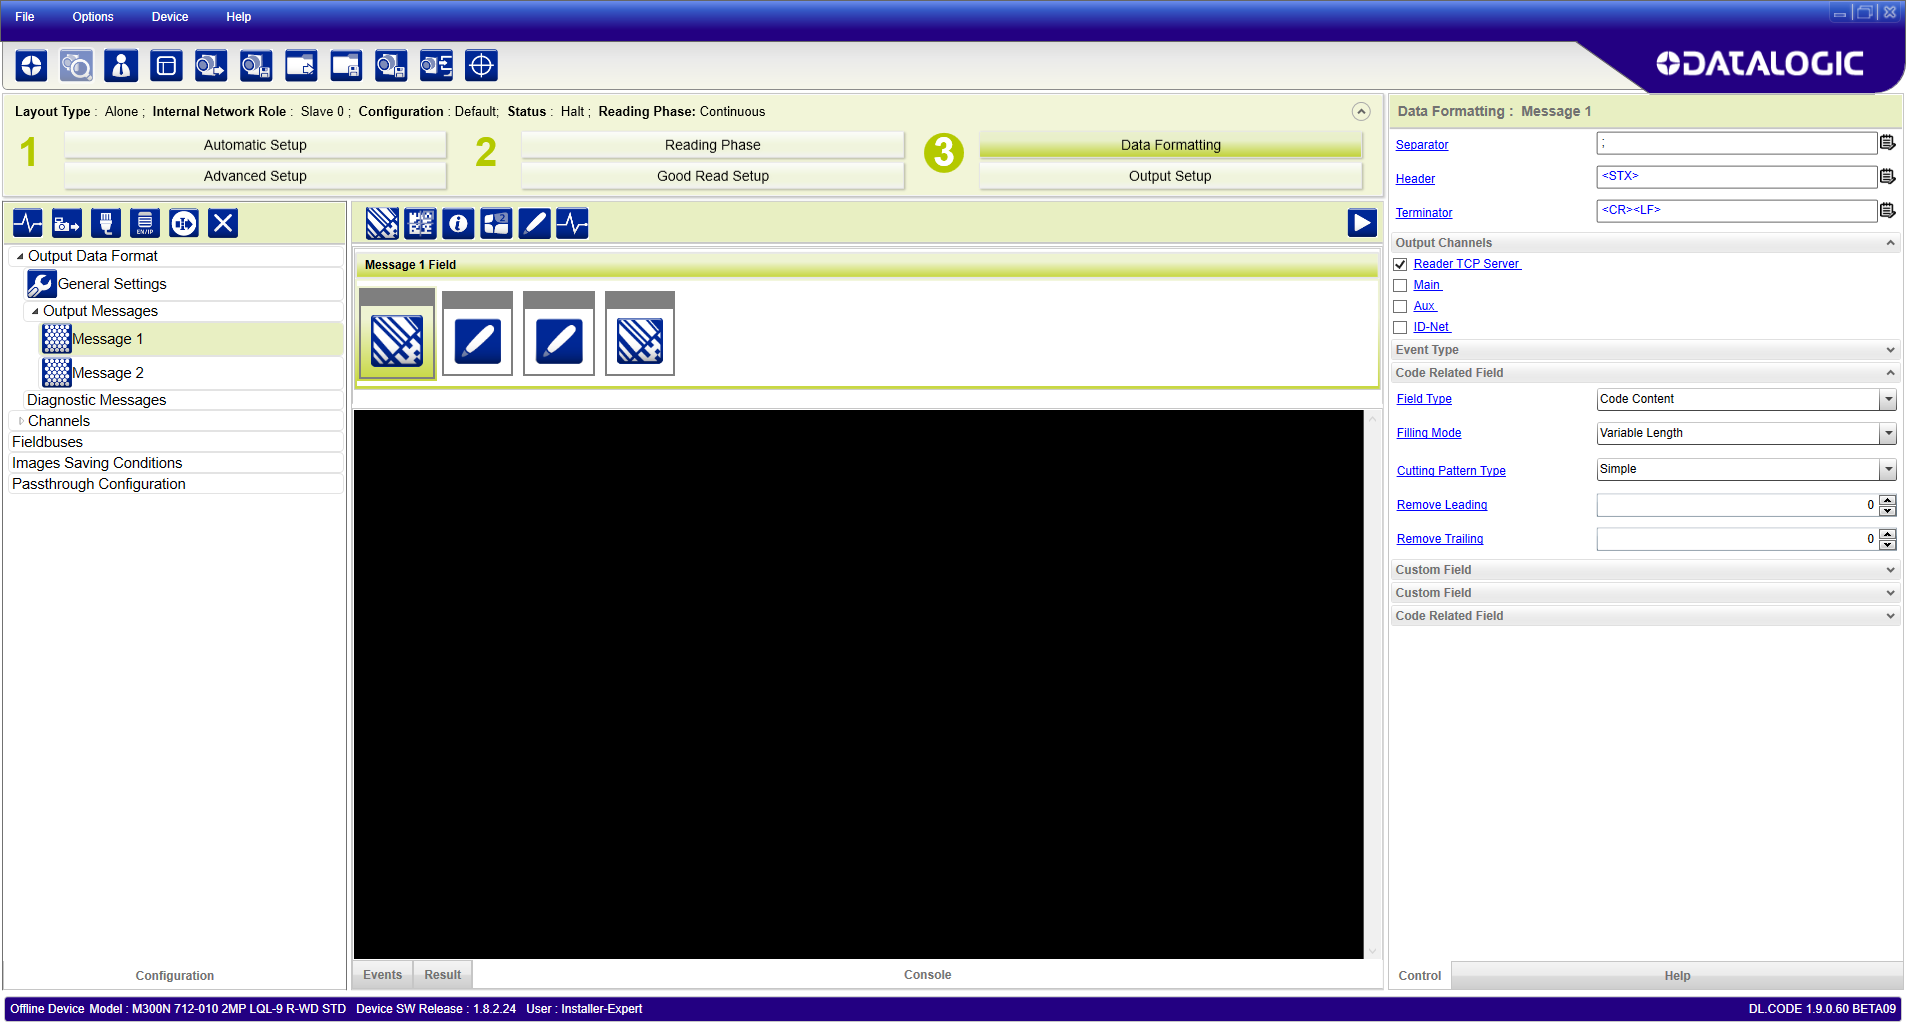 File Options Device Help
DATALOGIC
Layout Type : Alone ; Internal Network Role : Slave 0 ; Configuration : Default; Status : Halt ; Reading Phase: Continuous
1 Automatic Setup 2 Reading Phase 3 Data Formatting
Advanced Setup Good Read Setup Output Setup
EN/IP
Output Data Format
General Settings
Output Messages
Message 1
Message 2
Diagnostic Messages
Channels
Fieldbuses
Images Saving Conditions
Passthrough Configuration
Configuration
Message 1 Field
Events Result Console
Data Formatting : Message 1
Separator ;
Header <STX>
Terminator <CR><LF>
Output Channels
Reader TCP Server
Main
Aux
ID-Net
Event Type
Code Related Field
Field Type Code Content
Filling Mode Variable Length
Cutting Pattern Type Simple
Remove Leading 0
Remove Trailing 0
Custom Field
Custom Field
Code Related Field
Control Help
Offline Device Model : M300N 712-010 2MP LQL-9 R-WD STD Device SW Release : 1.8.2.24 User : Installer-Expert DL.CODE 1.9.0.60 BETA09